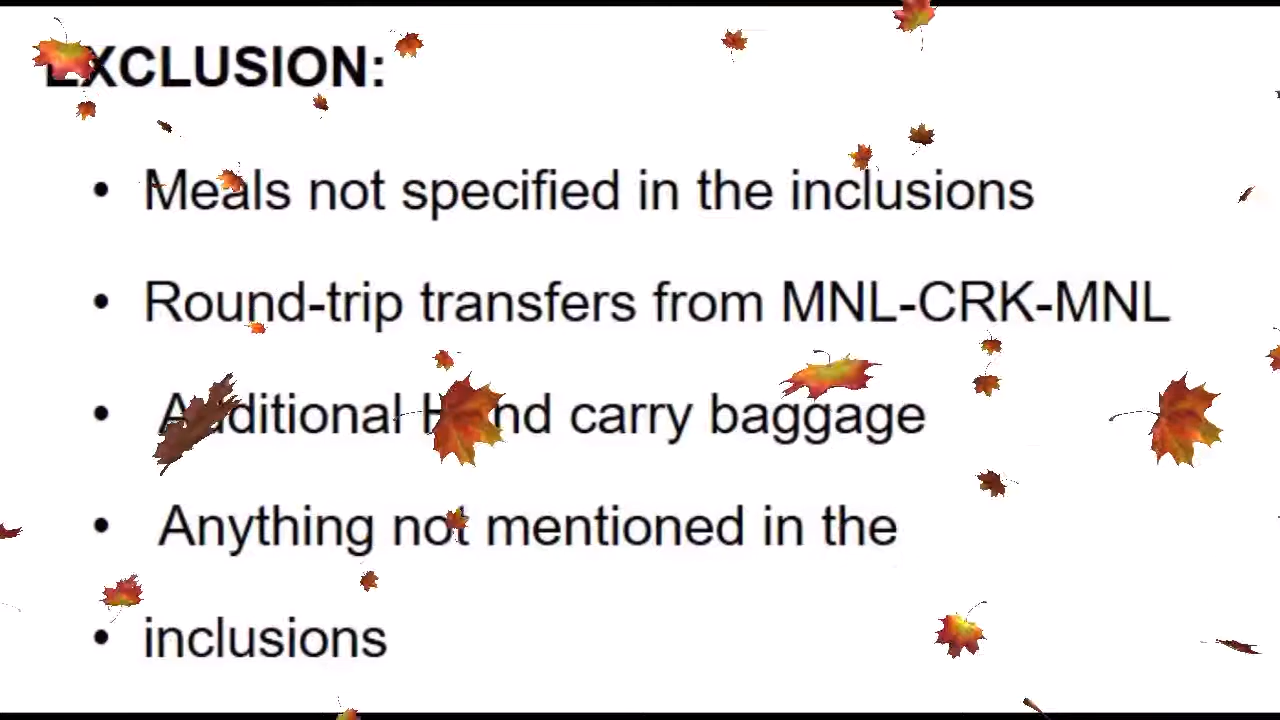 EXCLUSION:
• Meals not specified in the inclusions
• Round-trip transfers from MNL-CRK-MNL
• Additional Hand carry baggage
• Anything not mentioned in the
• inclusions